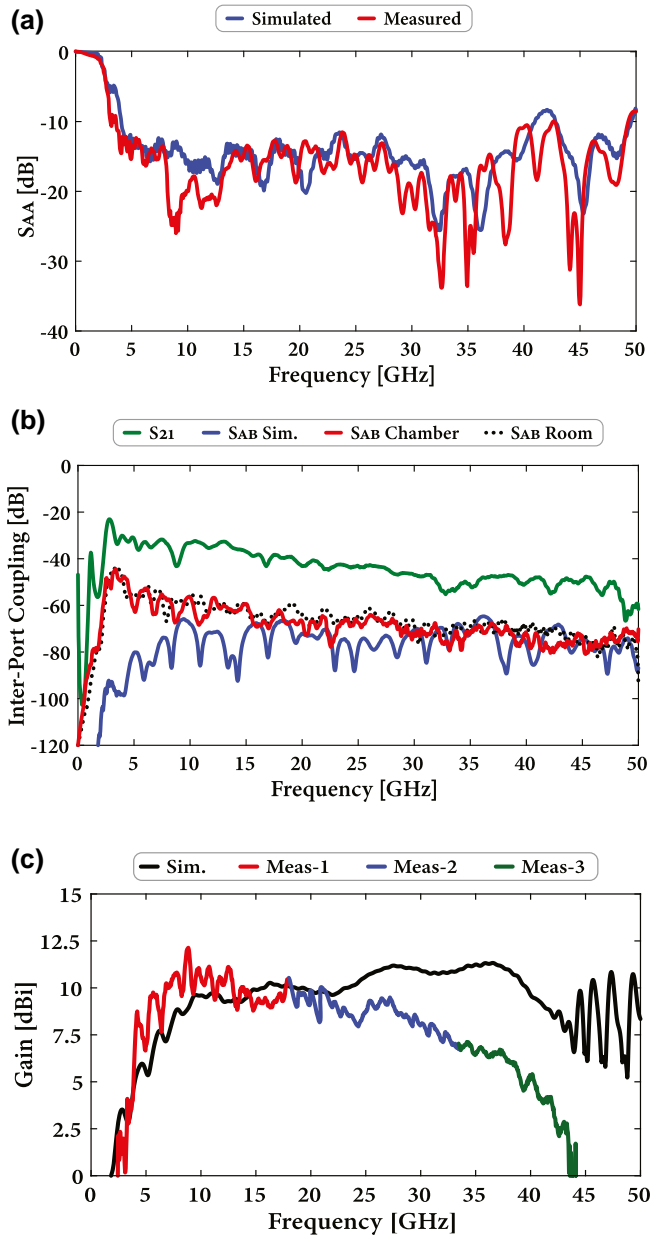 (a)
Simulated Measured
0
-10
-20
-30
-40
SAA [dB]
0 5 10 15 20 25 30 35 40 45 50
Frequency [GHz]
(b)
S21 SAB Sim. SAB Chamber SAB Room
0
-20
-40
-60
-80
-100
-120
Inter-Port Coupling [dB]
0 5 10 15 20 25 30 35 40 45 50
Frequency [GHz]
(c)
Sim. Meas-1 Meas-2 Meas-3
15
12.5
10
7.5
5
2.5
0
Gain [dBi]
0 5 10 15 20 25 30 35 40 45 50
Frequency [GHz]